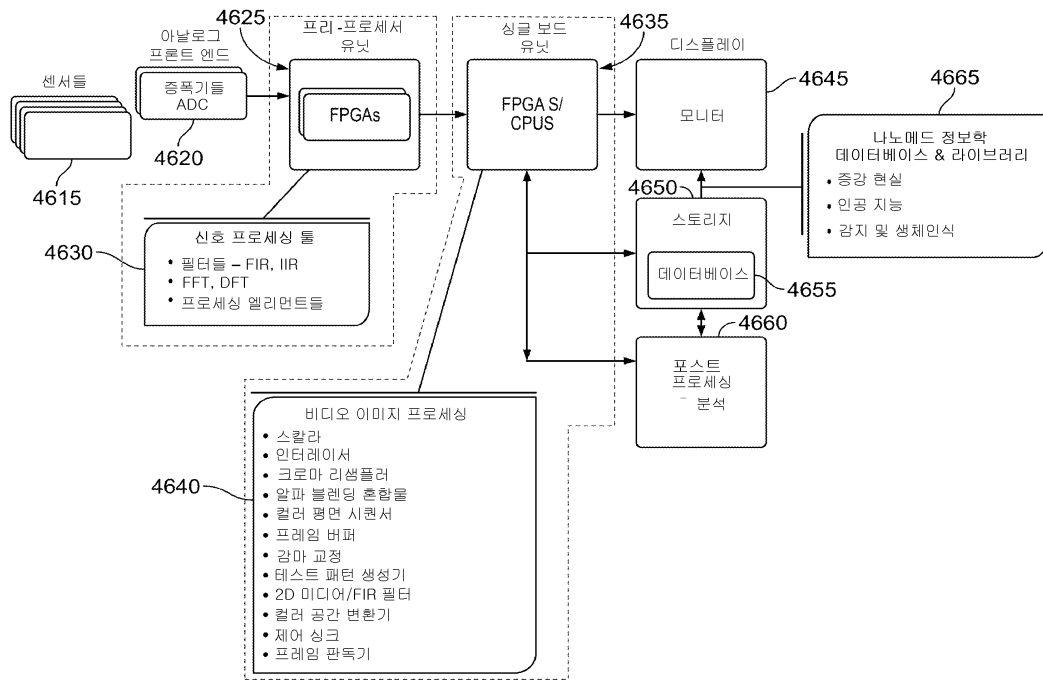 센서들
4615
아날로그
프론트 엔드
증폭기들
ADC
4620
4625
프리-프로세서
유닛
FPGAs
4630
신호 프로세싱 툴
• 필터들 – FIR, IIR
• FFT, DFT
• 프로세싱 엘리먼트들
싱글 보드
유닛
4635
FPGA S/
CPUS
4640
비디오 이미지 프로세싱
• 스칼라
• 인터레이서
• 크로마 리샘플러
• 알파 블렌딩 혼합물
• 컬러 평면 시퀀서
• 프레임 버퍼
• 감마 교정
• 테스트 패턴 생성기
• 2D 미디어/FIR 필터
• 컬러 공간 변환기
• 제어 싱크
• 프레임 판독기
디스플레이
모니터
4645
4650
스토리지
데이터베이스
4655
4660
포스트
프로세싱
– 분석
4665
나노메드 정보학
데이터베이스 & 라이브러리
• 증강 현실
• 인공 지능
• 감지 및 생체인식